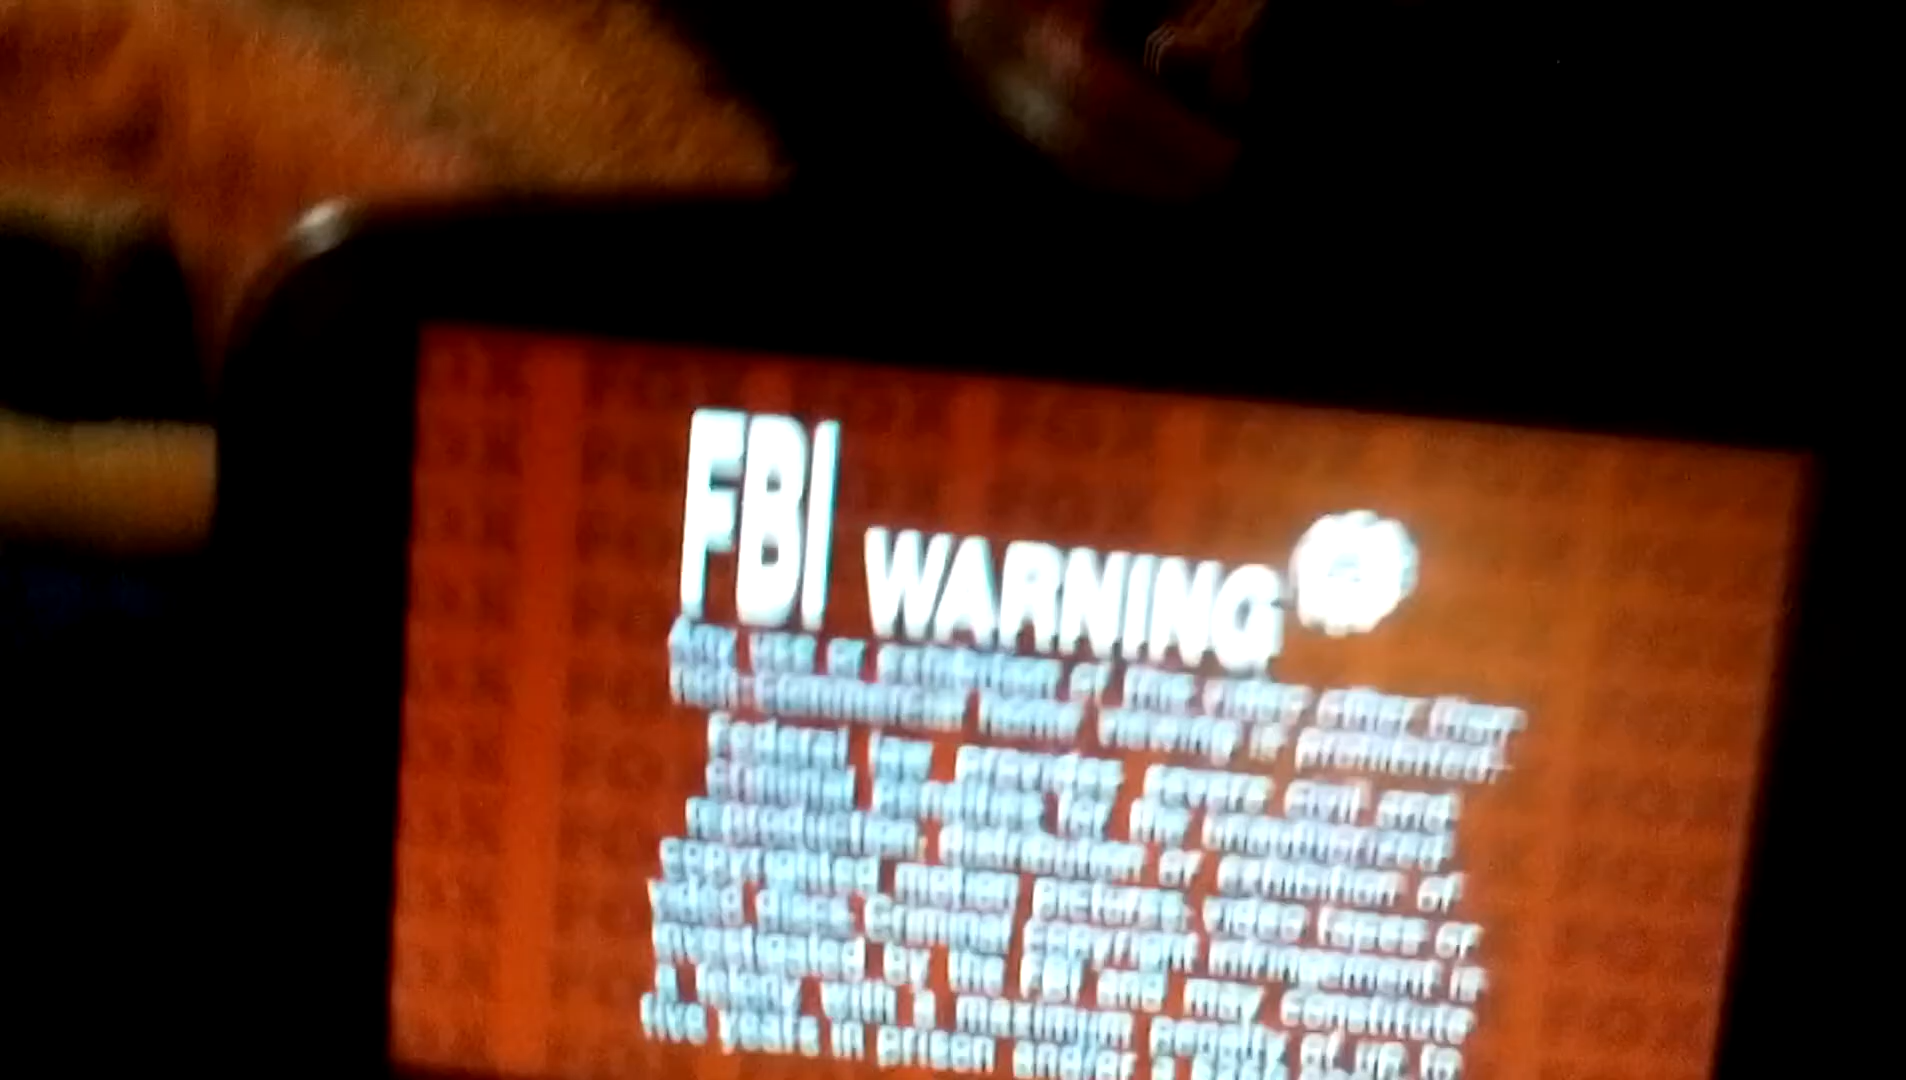 FBI WARNING
Any use or exhibition of this video other than
non-commercial home viewing is prohibited.
Federal law provides severe civil and
criminal penalties for the unauthorized
reproduction, distribution or exhibition of
copyrighted motion pictures, video tapes or
video discs. Criminal copyright infringement is
investigated by the FBI and may constitute
a felony with a maximum penalty of up to
five years in prison and/or a